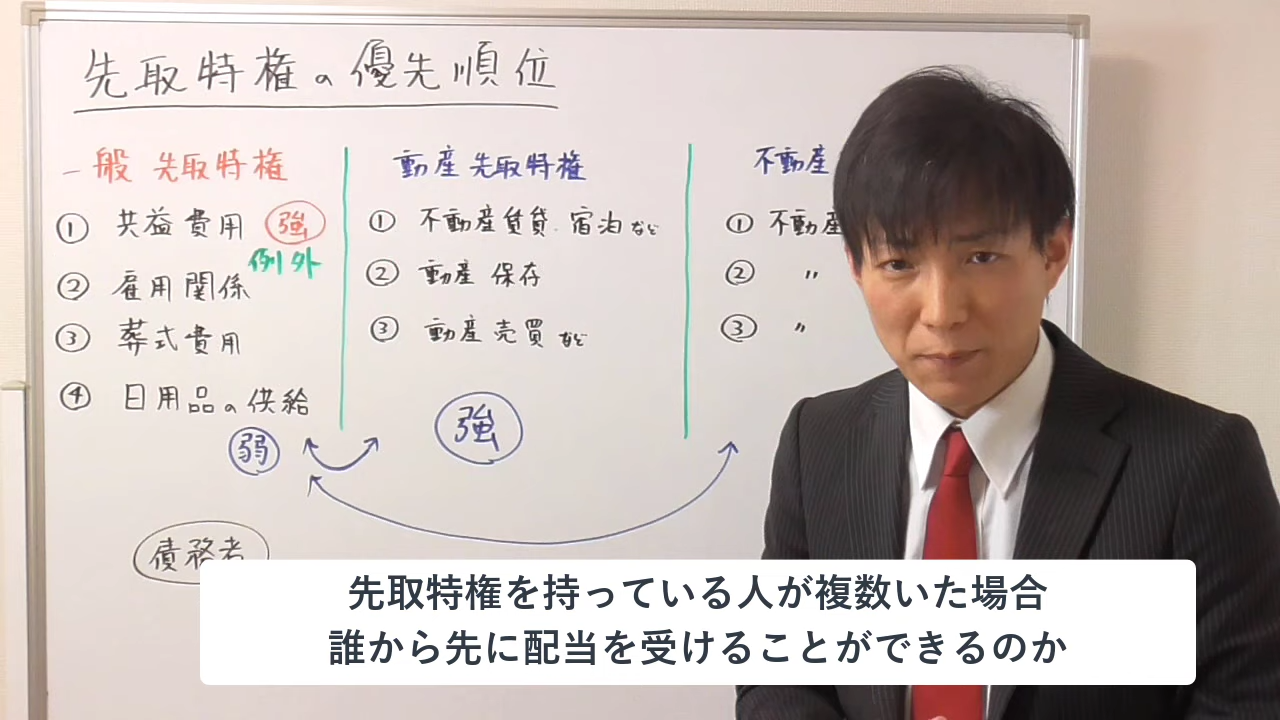 先取特権の優先順位
一般先取特権
① 共益費用 強
例外
② 雇用関係
③ 葬式費用
④ 日用品の供給
弱
動産先取特権
① 不動産賃貸・宿泊など
② 動産保存
③ 動産売買など
強
不動産
① 不動産
② 〃
③ 〃
債務者
先取特権を持っている人が複数いた場合
誰から先に配当を受けることができるのか